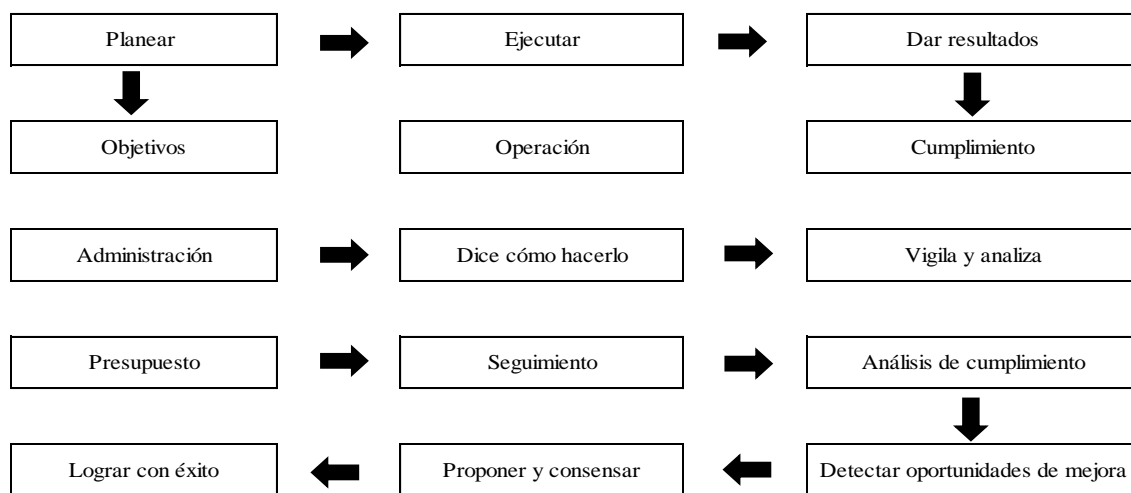 Planear
Ejecutar
Dar resultados
Objetivos
Operación
Cumplimiento
Administración
Dice cómo hacerlo
Vigila y analiza
Presupuesto
Seguimiento
Análisis de cumplimiento
Lograr con éxito
Proponer y consensar
Detectar oportunidades de mejora